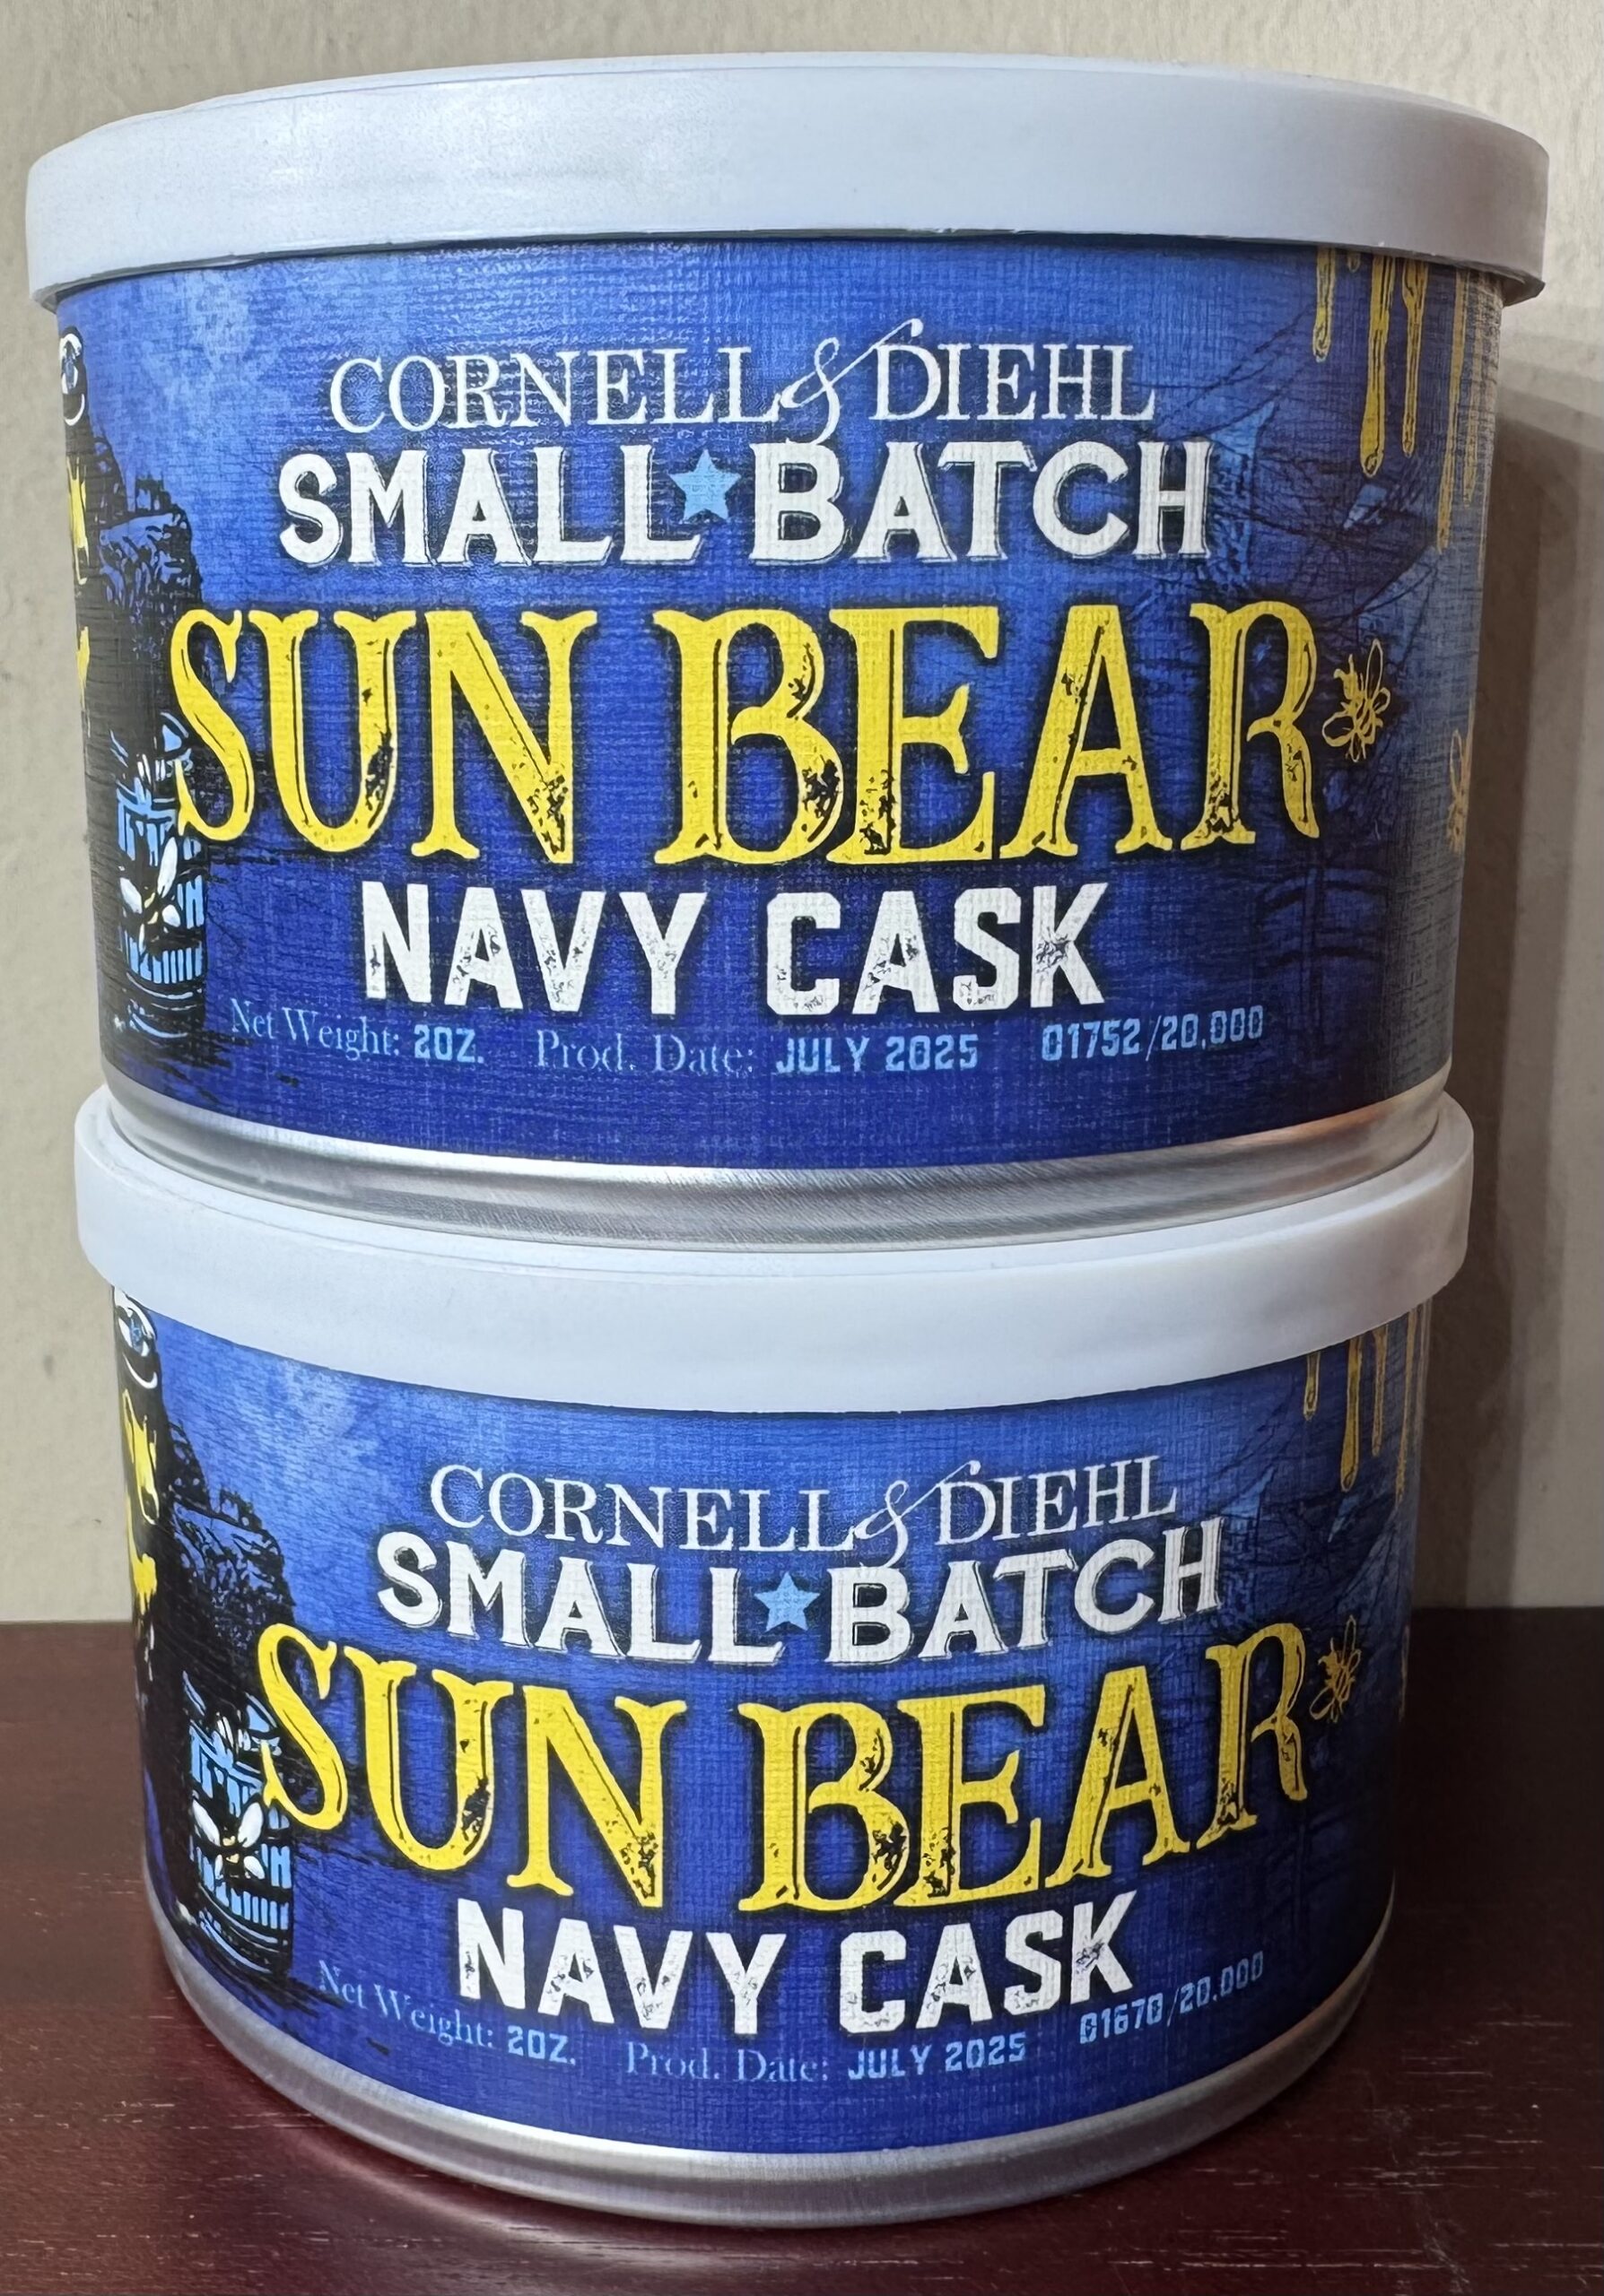 CORNELL & DIEHL
SMALL★BATCH
SUN BEAR
NAVY CASK
Net Weight: 2OZ. Prod. Date: JULY 2025 01752/20,000
CORNELL & DIEHL
SMALL★BATCH
SUN BEAR
NAVY CASK
Net Weight: 2OZ. Prod. Date: JULY 2025 01670/20,000